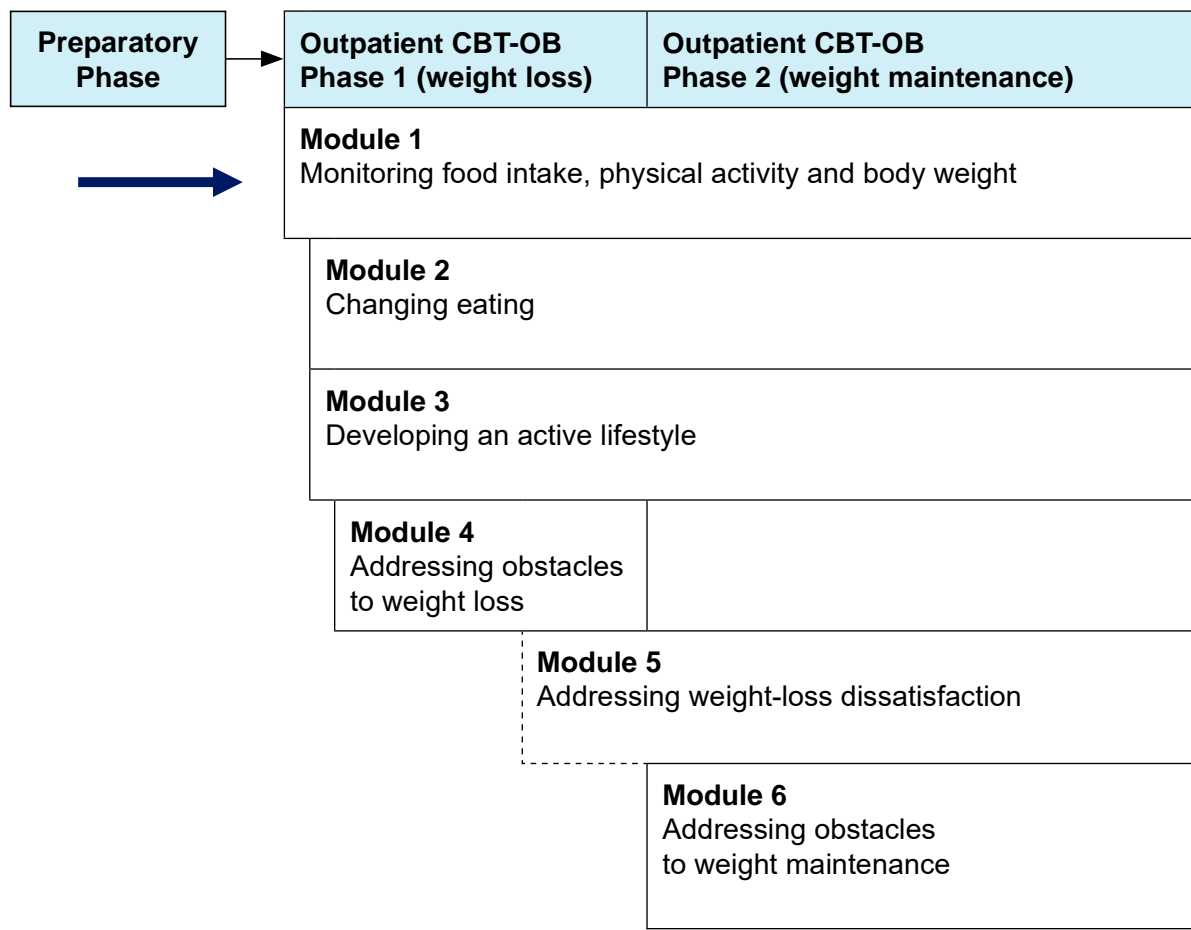 Preparatory
Phase
Outpatient CBT-OB
Phase 1 (weight loss)
Outpatient CBT-OB
Phase 2 (weight maintenance)
Module 1
Monitoring food intake, physical activity and body weight
Module 2
Changing eating
Module 3
Developing an active lifestyle
Module 4
Addressing obstacles
to weight loss
Module 5
Addressing weight-loss dissatisfaction
Module 6
Addressing obstacles
to weight maintenance